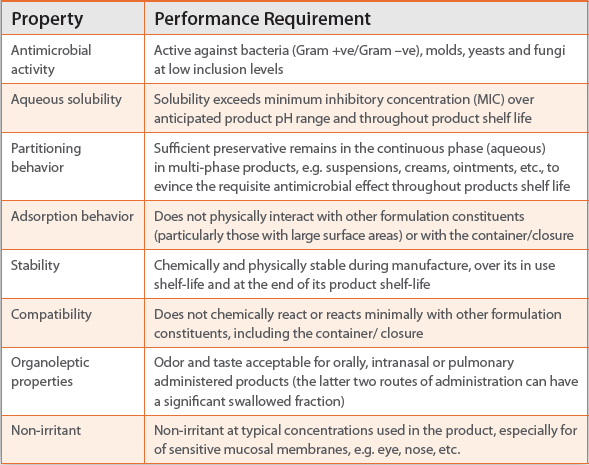 Property Performance Requirement
Antimicrobial Active against bacteria (Gram +ve/Gram –ve), molds, yeasts and fungi
activity at low inclusion levels
Aqueous solubility Solubility exceeds minimum inhibitory concentration (MIC) over
anticipated product pH range and throughout product shelf life
Partitioning Sufficient preservative remains in the continuous phase (aqueous)
behavior in multi-phase products, e.g. suspensions, creams, ointments, etc., to
evince the requisite antimicrobial effect throughout products shelf life
Adsorption behavior Does not physically interact with other formulation constituents
(particularly those with large surface areas) or with the container/closure
Stability Chemically and physically stable during manufacture, over its in use
shelf-life and at the end of its product shelf-life
Compatibility Does not chemically react or reacts minimally with other formulation
constituents, including the container/ closure
Organoleptic Odor and taste acceptable for orally, intranasal or pulmonary
properties administered products (the latter two routes of administration can have
a significant swallowed fraction)
Non-irritant Non-irritant at typical concentrations used in the product, especially for
of sensitive mucosal membranes, e.g. eye, nose, etc.